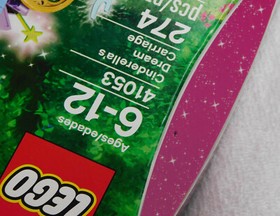 LEGO
Ages/edades
6-12
41053
Cinderella's
Dream
Carriage
274
pcs/pzs